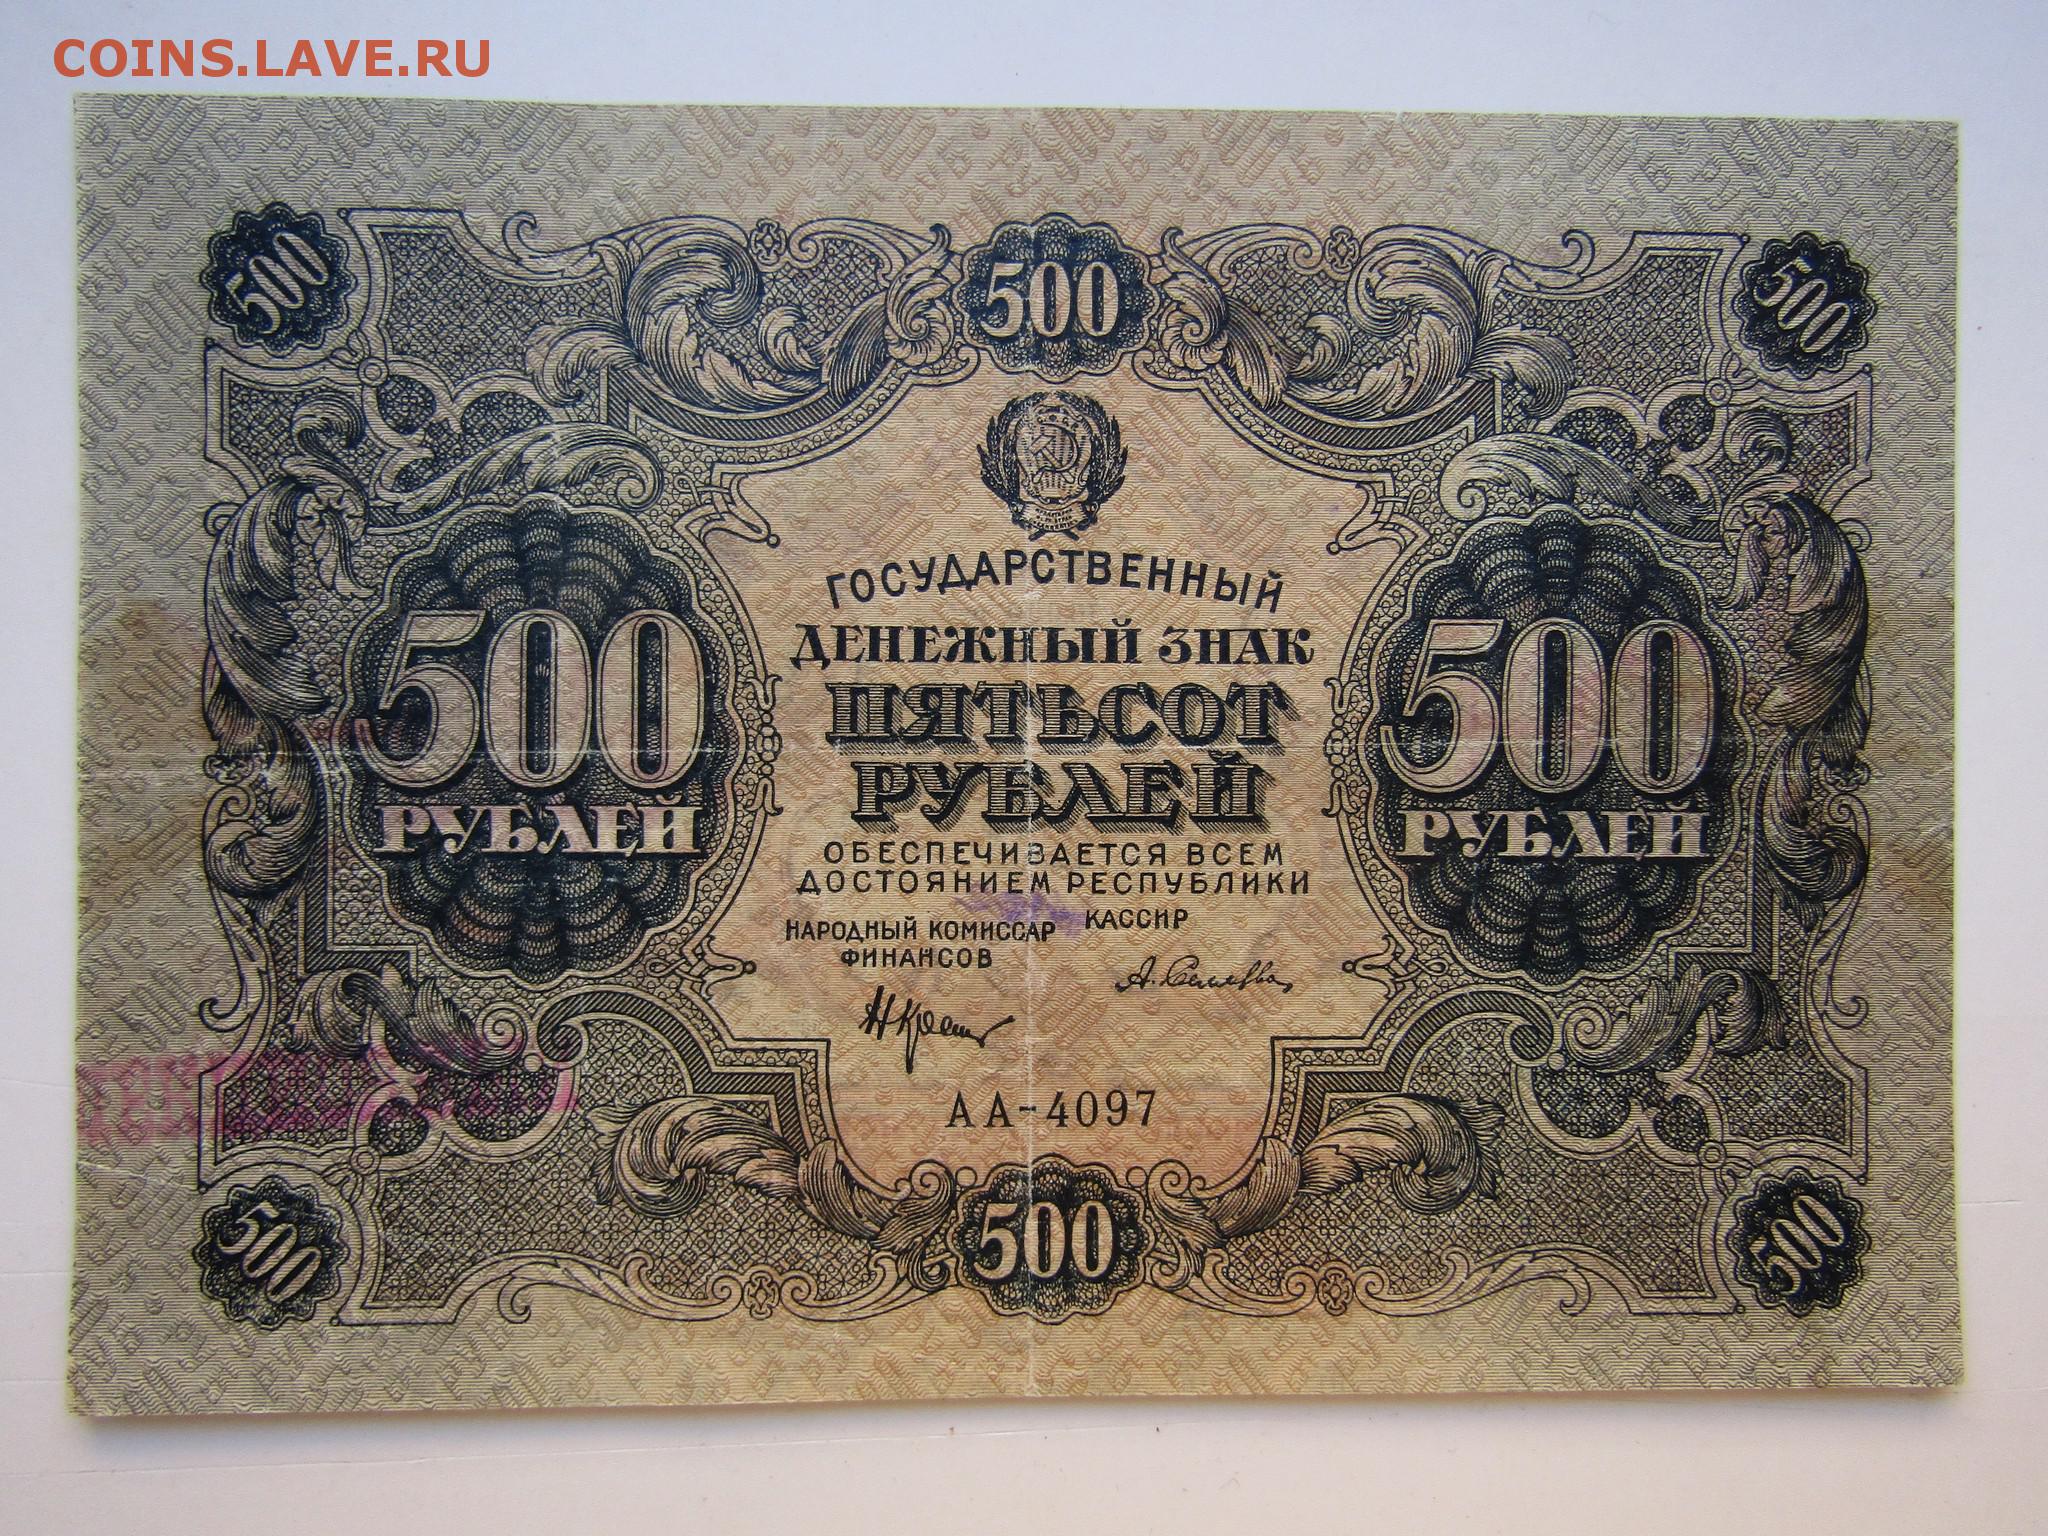 COINS.LAVE.RU
500 500 500
ГОСУДАРСТВЕННЫЙ
ДЕНЕЖНЫЙ ЗНАК
ПЯТЬСОТ
РУБЛЕЙ
500
РУБЛЕЙ
500
РУБЛЕЙ
ОБЕСПЕЧИВАЕТСЯ ВСЕМ
ДОСТОЯНИЕМ РЕСПУБЛИКИ
НАРОДНЫЙ КОМИССАР
ФИНАНСОВ
КАССИР
АА-4097
500 500 500